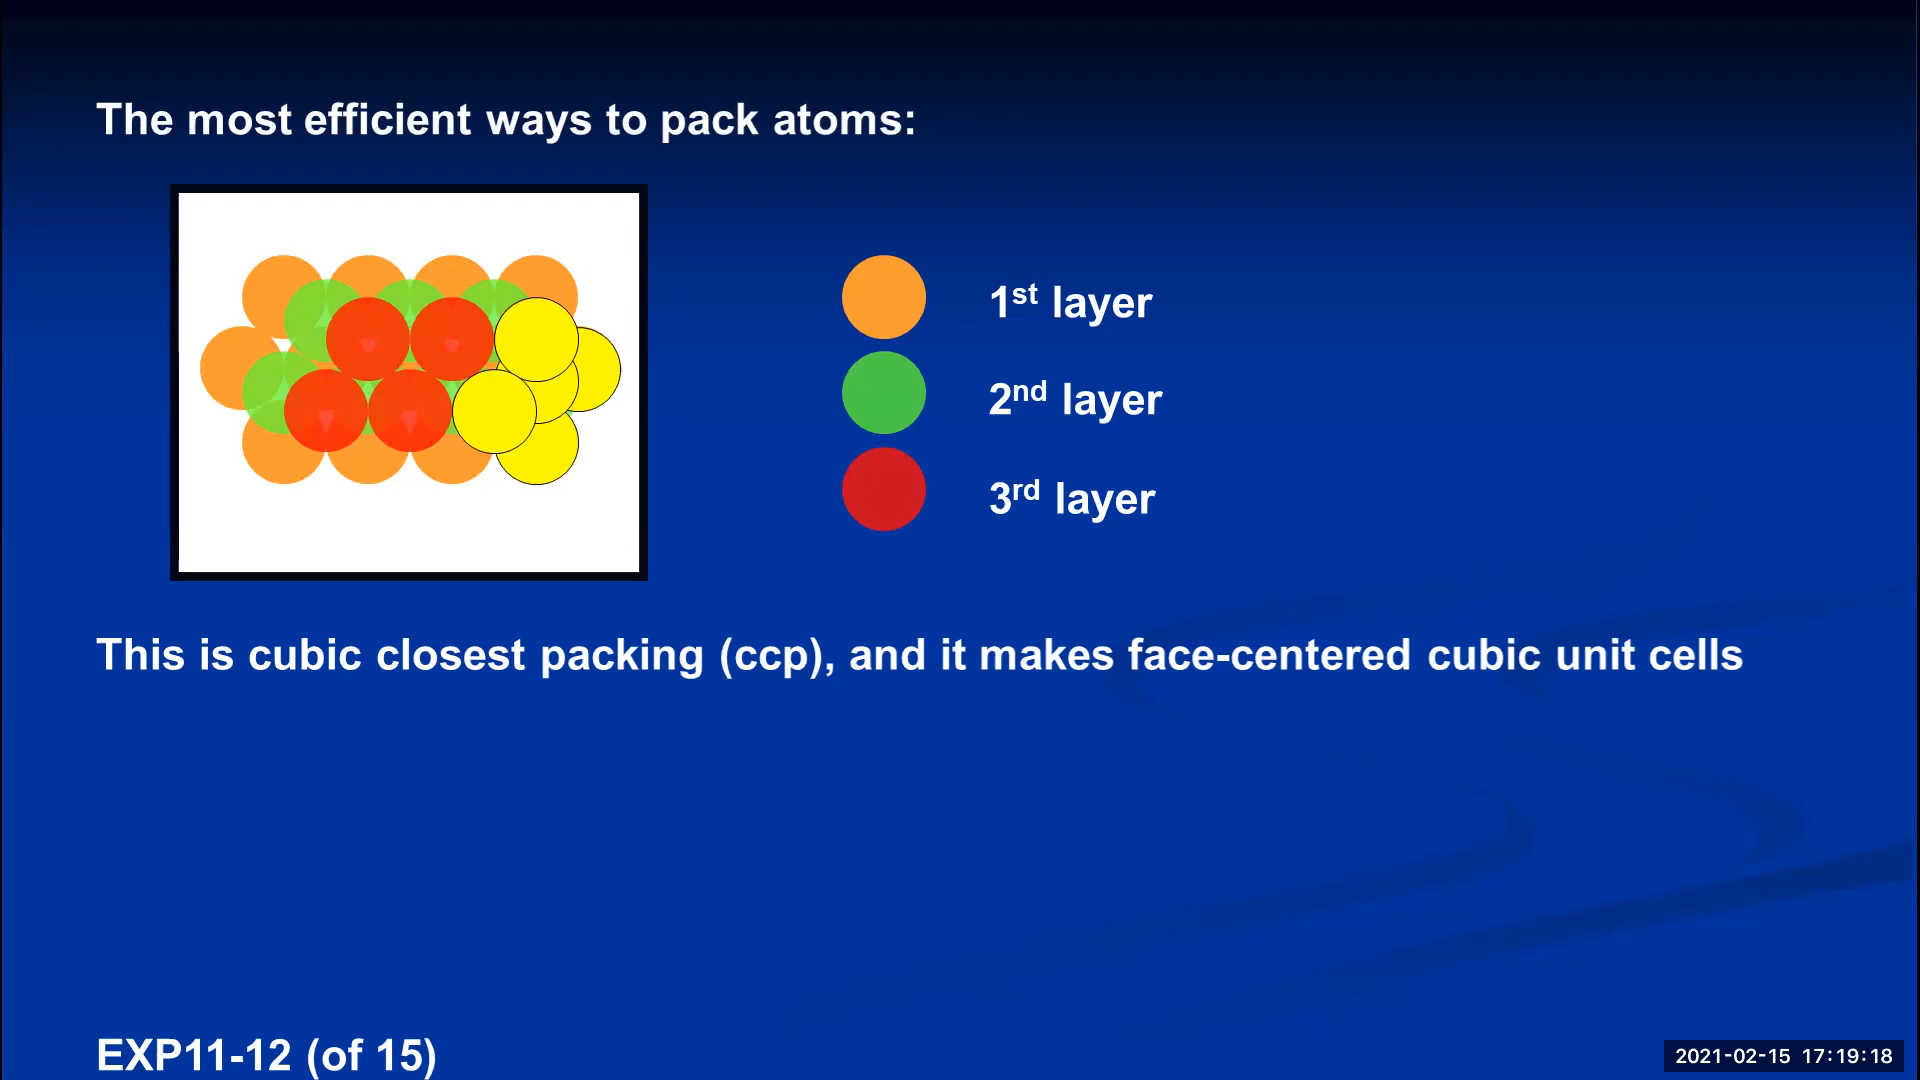 The most efficient ways to pack atoms:
1st layer
2nd layer
3rd layer
This is cubic closest packing (ccp), and it makes face-centered cubic unit cells
EXP11-12 (of 15)
2021-02-15 17:19:18